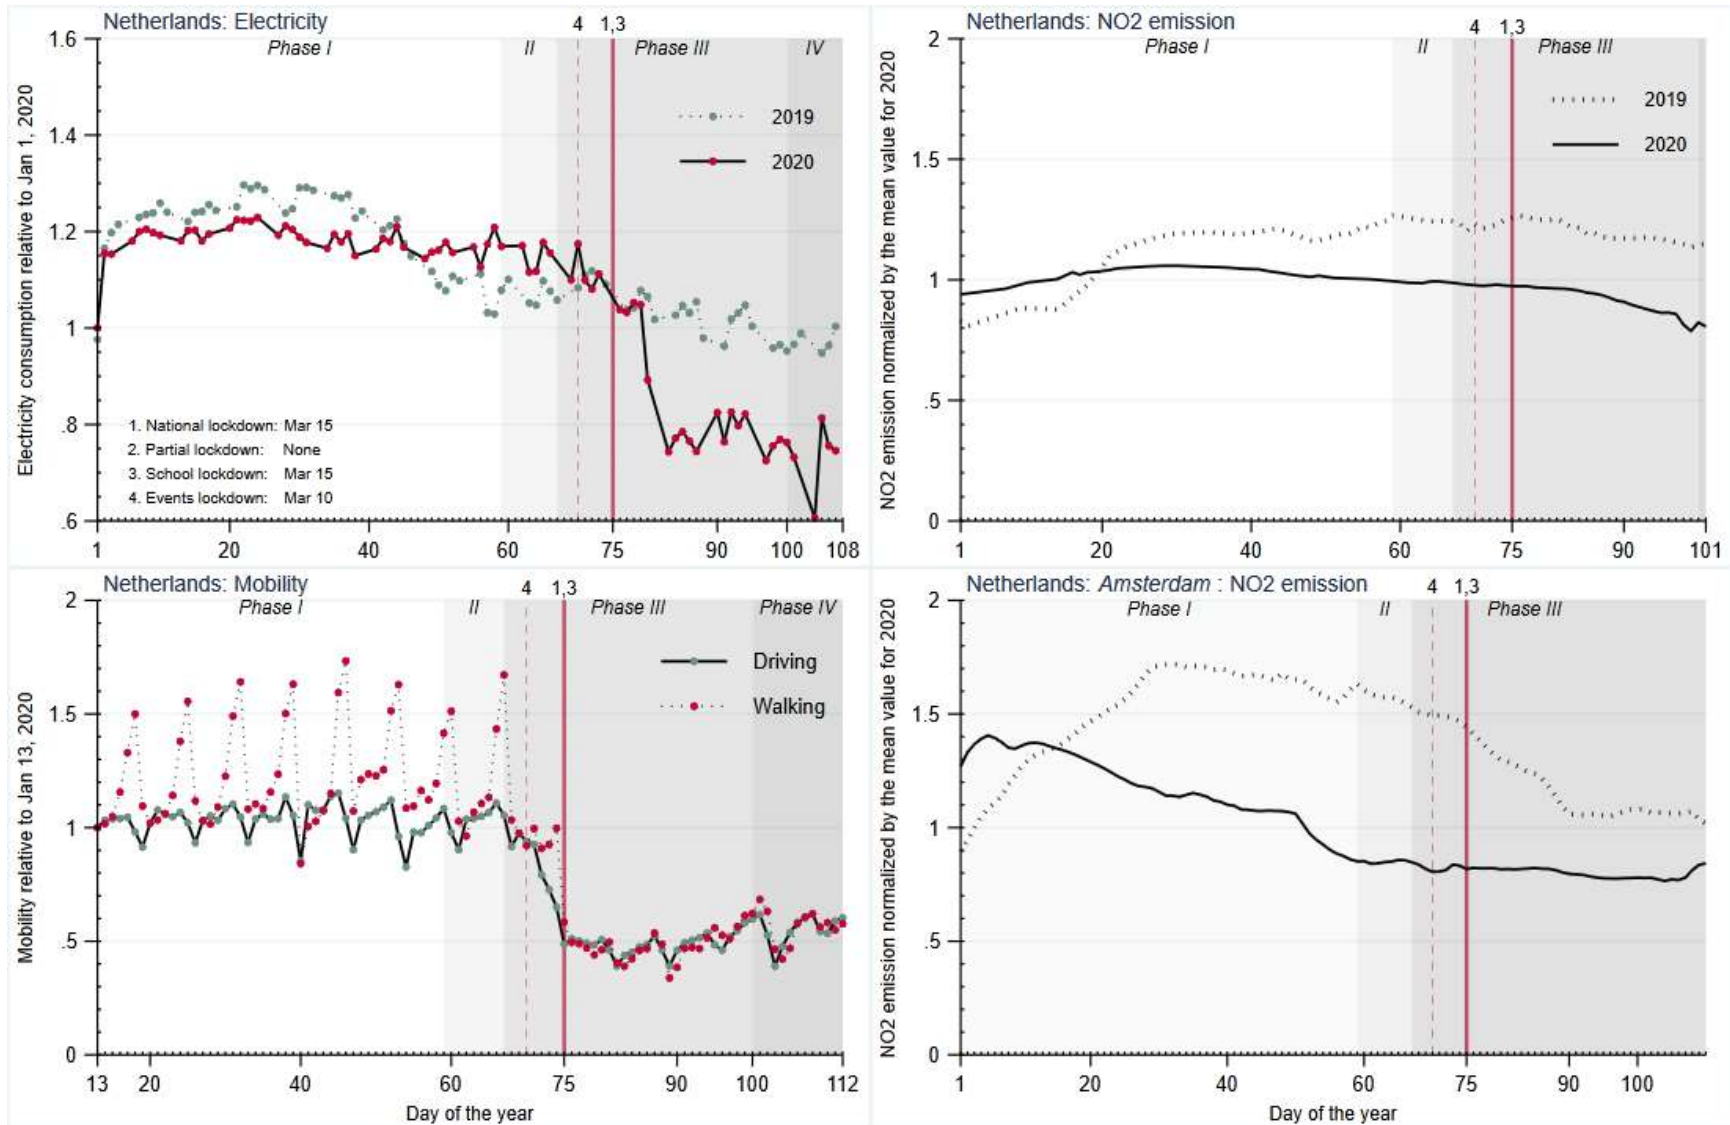 Netherlands: Electricity
4 1,3
Phase I II Phase III IV
1.6
1.4
1.2
1
.8
.6
Electricity consumption relative to Jan 1, 2020
2019
2020
1. National lockdown: Mar 15
2. Partial lockdown: None
3. School lockdown: Mar 15
4. Events lockdown: Mar 10
1 20 40 60 75 90 100 108
Netherlands: NO2 emission
4 1,3
Phase I II Phase III
2
1.5
1
.5
0
NO2 emission normalized by the mean value for 2020
2019
2020
1 20 40 60 75 90 101
Netherlands: Mobility
4 1,3
Phase I II Phase III Phase IV
2
1.5
1
.5
0
Mobility relative to Jan 13, 2020
Driving
Walking
13 20 40 60 75 90 100 112
Day of the year
Netherlands: Amsterdam : NO2 emission
4 1,3
Phase I II Phase III
2
1.5
1
.5
0
NO2 emission normalized by the mean value for 2020
1 20 40 60 75 90 100
Day of the year